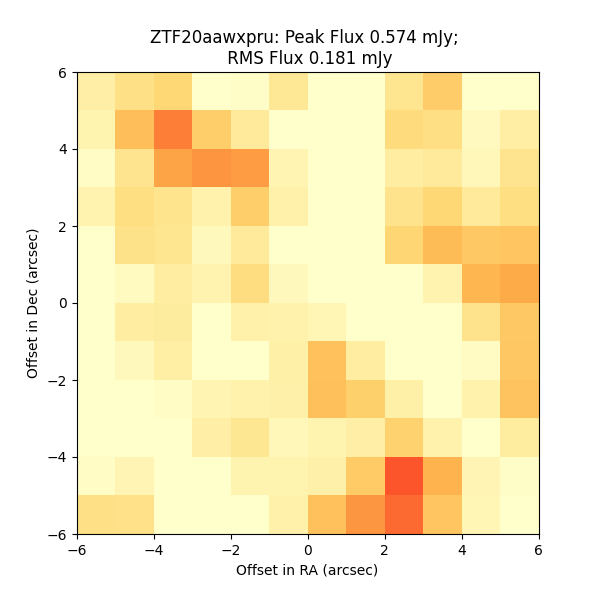 ZTF20aawxpru: Peak Flux 0.574 mJy;
RMS Flux 0.181 mJy
6
4
2
0
−2
−4
−6
Offset in Dec (arcsec)
−6 −4 −2 0 2 4 6
Offset in RA (arcsec)